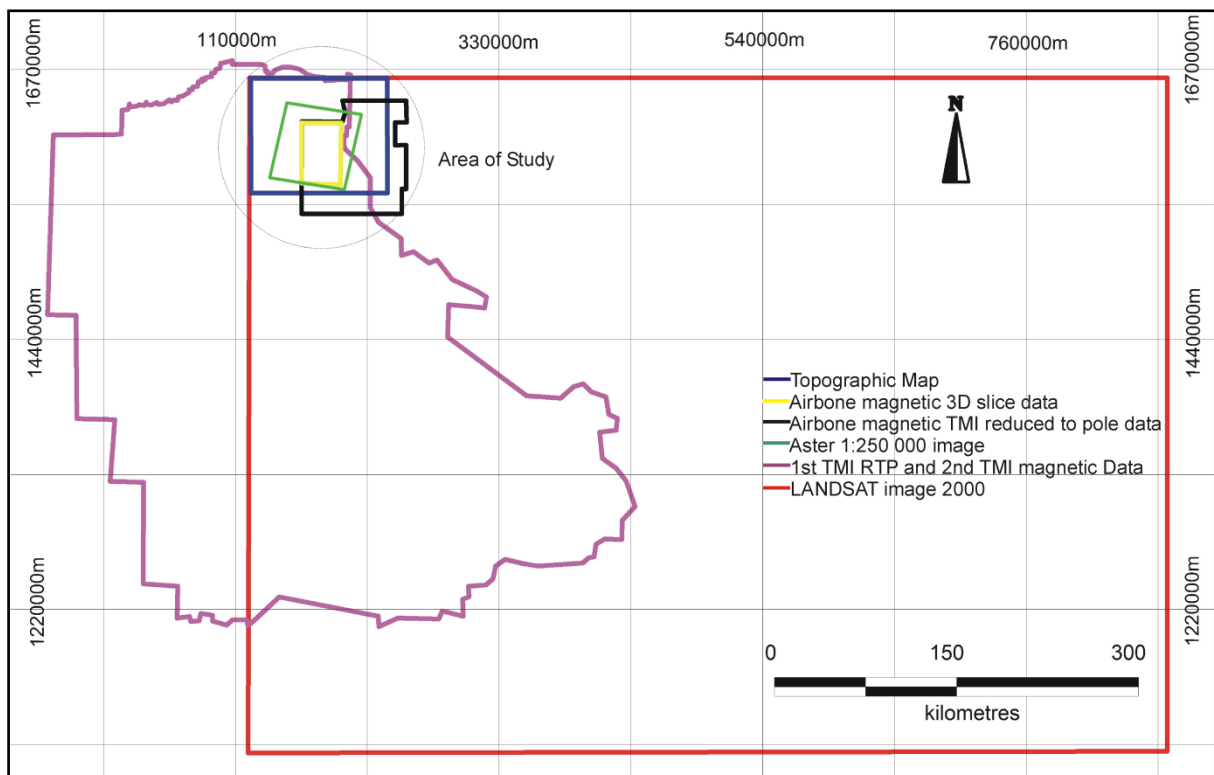 110000m 330000m 540000m 760000m
1670000m
1670000m
N
Area of Study
1440000m
1440000m
Topographic Map
Airbone magnetic 3D slice data
Airbone magnetic TMI reduced to pole data
Aster 1:250 000 image
1st TMI RTP and 2nd TMI magnetic Data
LANDSAT image 2000
1220000m
1220000m
0 150 300
kilometres